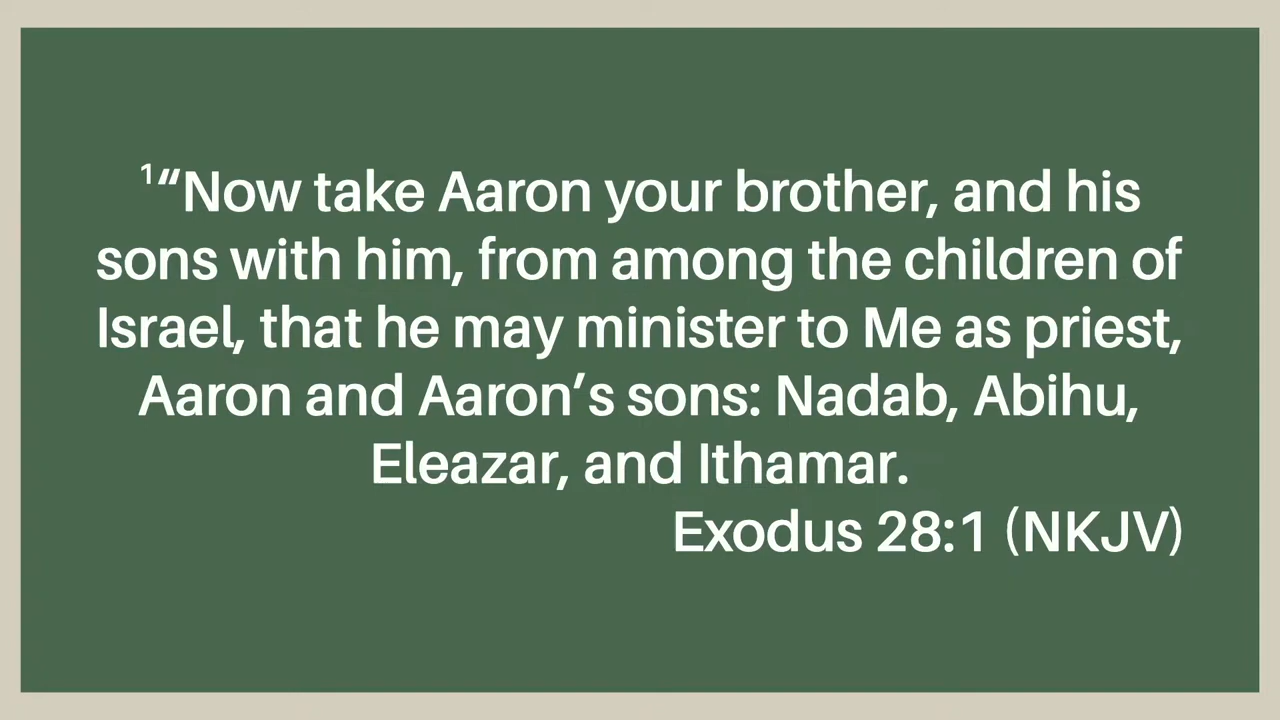 ¹“Now take Aaron your brother, and his
sons with him, from among the children of
Israel, that he may minister to Me as priest,
Aaron and Aaron’s sons: Nadab, Abihu,
Eleazar, and Ithamar.
Exodus 28:1 (NKJV)